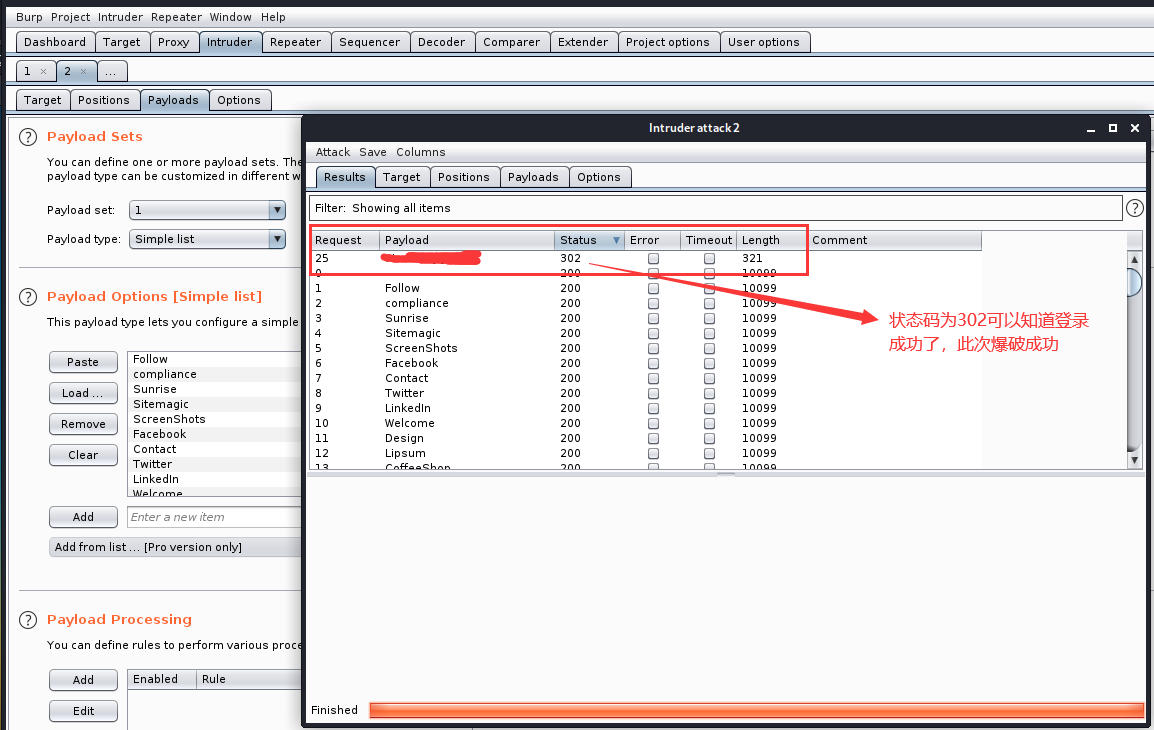 Burp Project Intruder Repeater Window Help
Dashboard Target Proxy Intruder Repeater Sequencer Decoder Comparer Extender Project options User options
1 × 2 × ...
Target Positions Payloads Options
? Payload Sets
You can define one or more payload sets. The
payload type can be customized in different w
Payload set: 1
Payload type: Simple list
? Payload Options [Simple list]
This payload type lets you configure a simple
Paste
Load ...
Remove
Clear
Follow
compliance
Sunrise
Sitemagic
ScreenShots
Facebook
Contact
Twitter
LinkedIn
Welcome
Add Enter a new item
Add from list ... [Pro version only]
? Payload Processing
You can define rules to perform various proce
Add
Edit
Enabled Rule
Intruder attack 2
Attack Save Columns
Results Target Positions Payloads Options
Filter: Showing all items ?
Request Payload Status Error Timeout Length Comment
25 302 321
0 200 10099
1 Follow 200 10099
2 compliance 200 10099
3 Sunrise 200 10099
4 Sitemagic 200 10099
5 ScreenShots 200 10099
6 Facebook 200 10099
7 Contact 200 10099
8 Twitter 200 10099
9 LinkedIn 200 10099
10 Welcome 200 10099
11 Design 200 10099
12 Lipsum 200 10099
13 CoffeeShop 200 10099
状态码为302可以知道登录
成功了，此次爆破成功
Finished